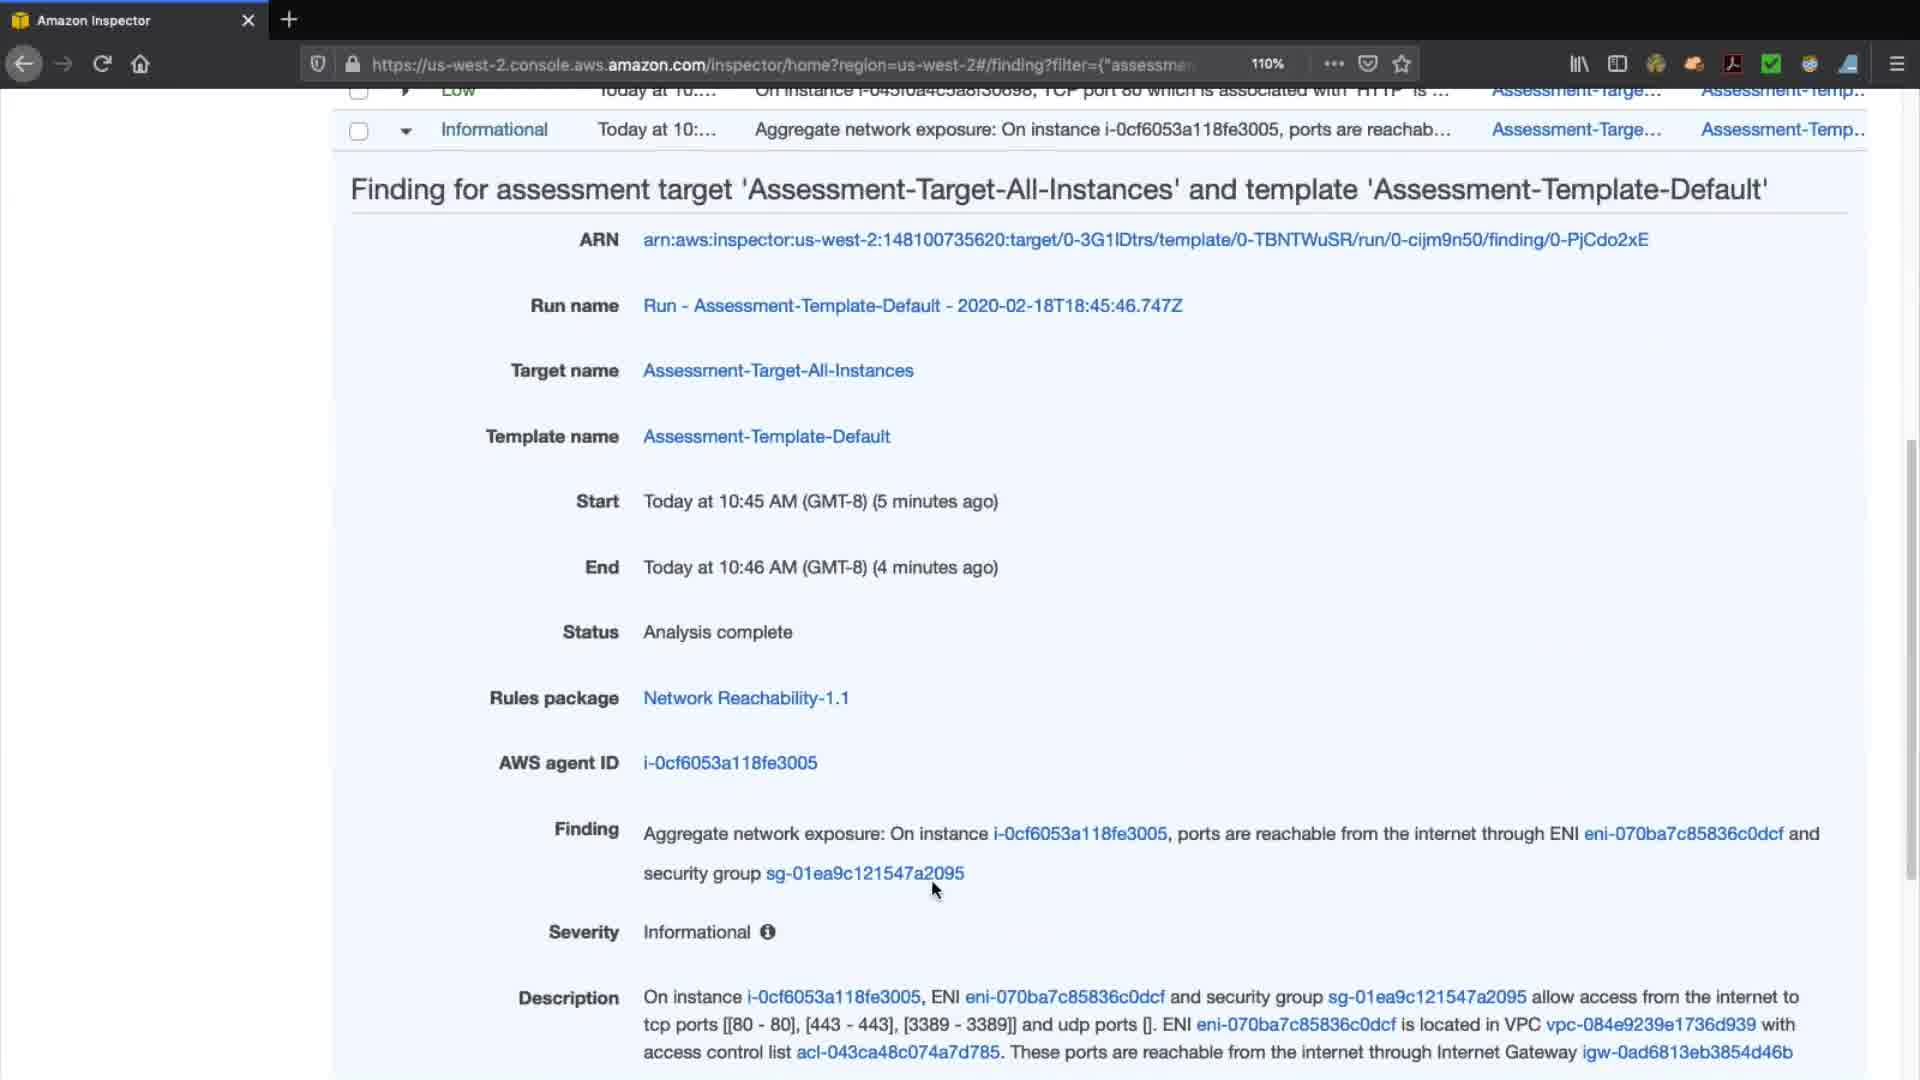 Amazon Inspector
https://us-west-2.console.aws.amazon.com/inspector/home?region=us-west-2#/finding?filter={"assessme
110%
Low Today at 10:... On instance i-045f0a4c5a8f30698, TCP port 80 which is associated with 'HTTP' is ... Assessment-Targe... Assessment-Temp..
Informational Today at 10:... Aggregate network exposure: On instance i-0cf6053a118fe3005, ports are reachab... Assessment-Targe... Assessment-Temp..
Finding for assessment target 'Assessment-Target-All-Instances' and template 'Assessment-Template-Default'
ARN arn:aws:inspector:us-west-2:148100735620:target/0-3G1lDtrs/template/0-TBNTWuSR/run/0-cijm9n50/finding/0-PjCdo2xE
Run name Run - Assessment-Template-Default - 2020-02-18T18:45:46.747Z
Target name Assessment-Target-All-Instances
Template name Assessment-Template-Default
Start Today at 10:45 AM (GMT-8) (5 minutes ago)
End Today at 10:46 AM (GMT-8) (4 minutes ago)
Status Analysis complete
Rules package Network Reachability-1.1
AWS agent ID i-0cf6053a118fe3005
Finding Aggregate network exposure: On instance i-0cf6053a118fe3005, ports are reachable from the internet through ENI eni-070ba7c85836c0dcf and
security group sg-01ea9c121547a2095
Severity Informational
Description On instance i-0cf6053a118fe3005, ENI eni-070ba7c85836c0dcf and security group sg-01ea9c121547a2095 allow access from the internet to
tcp ports [[80 - 80], [443 - 443], [3389 - 3389]] and udp ports []. ENI eni-070ba7c85836c0dcf is located in VPC vpc-084e9239e1736d939 with
access control list acl-043ca48c074a7d785. These ports are reachable from the internet through Internet Gateway igw-0ad6813eb3854d46b